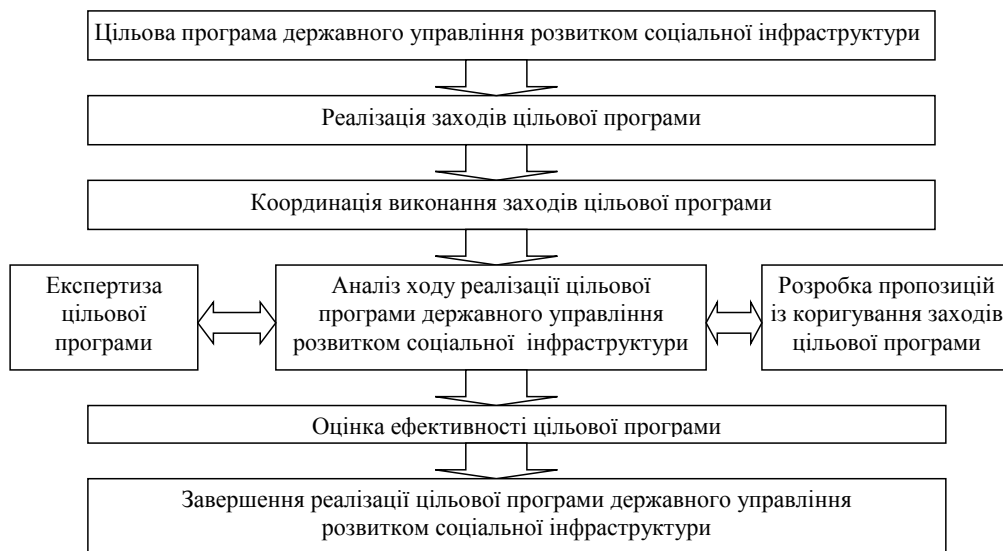 Цільова програма державного управління розвитком соціальної інфраструктури
Реалізація заходів цільової програми
Координація виконання заходів цільової програми
Експертиза
цільової
програми
Аналіз ходу реалізації цільової
програми державного управління
розвитком соціальної інфраструктури
Розробка пропозицій
із коригування заходів
цільової програми
Оцінка ефективності цільової програми
Завершення реалізації цільової програми державного управління
розвитком соціальної інфраструктури